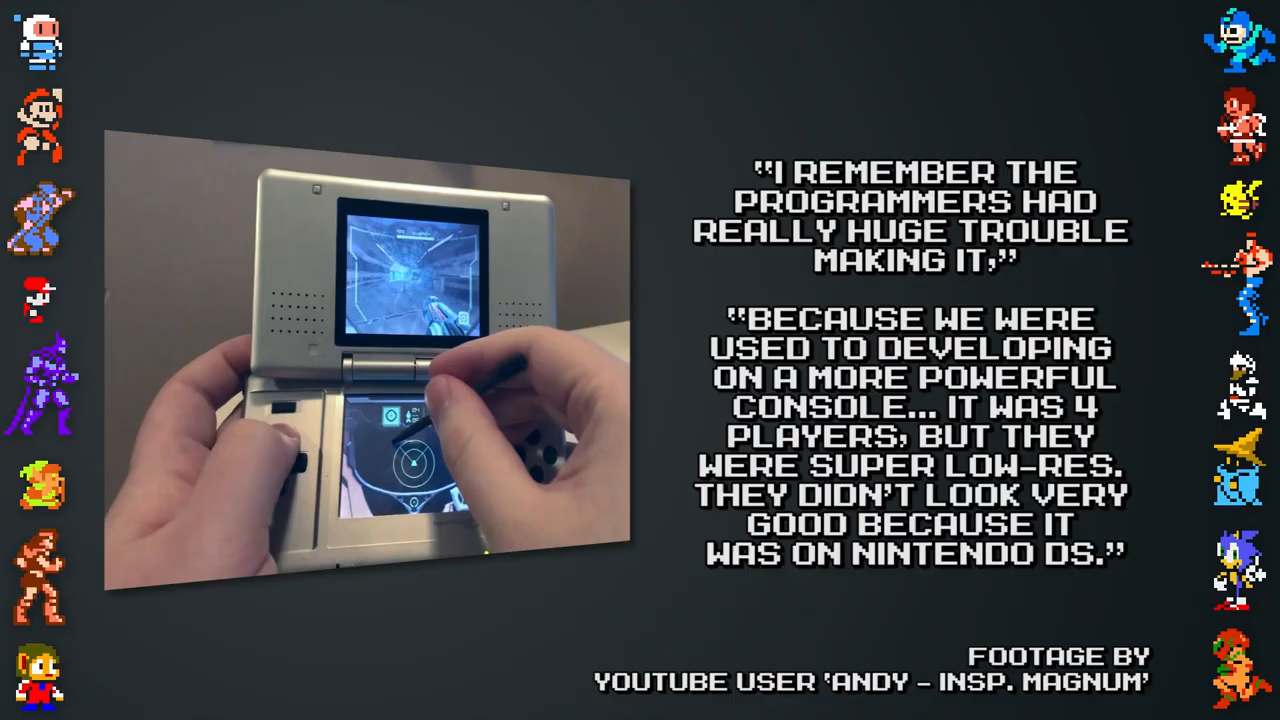 "I REMEMBER THE
PROGRAMMERS HAD
REALLY HUGE TROUBLE
MAKING IT,"
"BECAUSE WE WERE
USED TO DEVELOPING
ON A MORE POWERFUL
CONSOLE... IT WAS 4
PLAYERS, BUT THEY
WERE SUPER LOW-RES.
THEY DIDN'T LOOK VERY
GOOD BECAUSE IT
WAS ON NINTENDO DS."
FOOTAGE BY
YOUTUBE USER 'ANDY - INSP. MAGNUM'